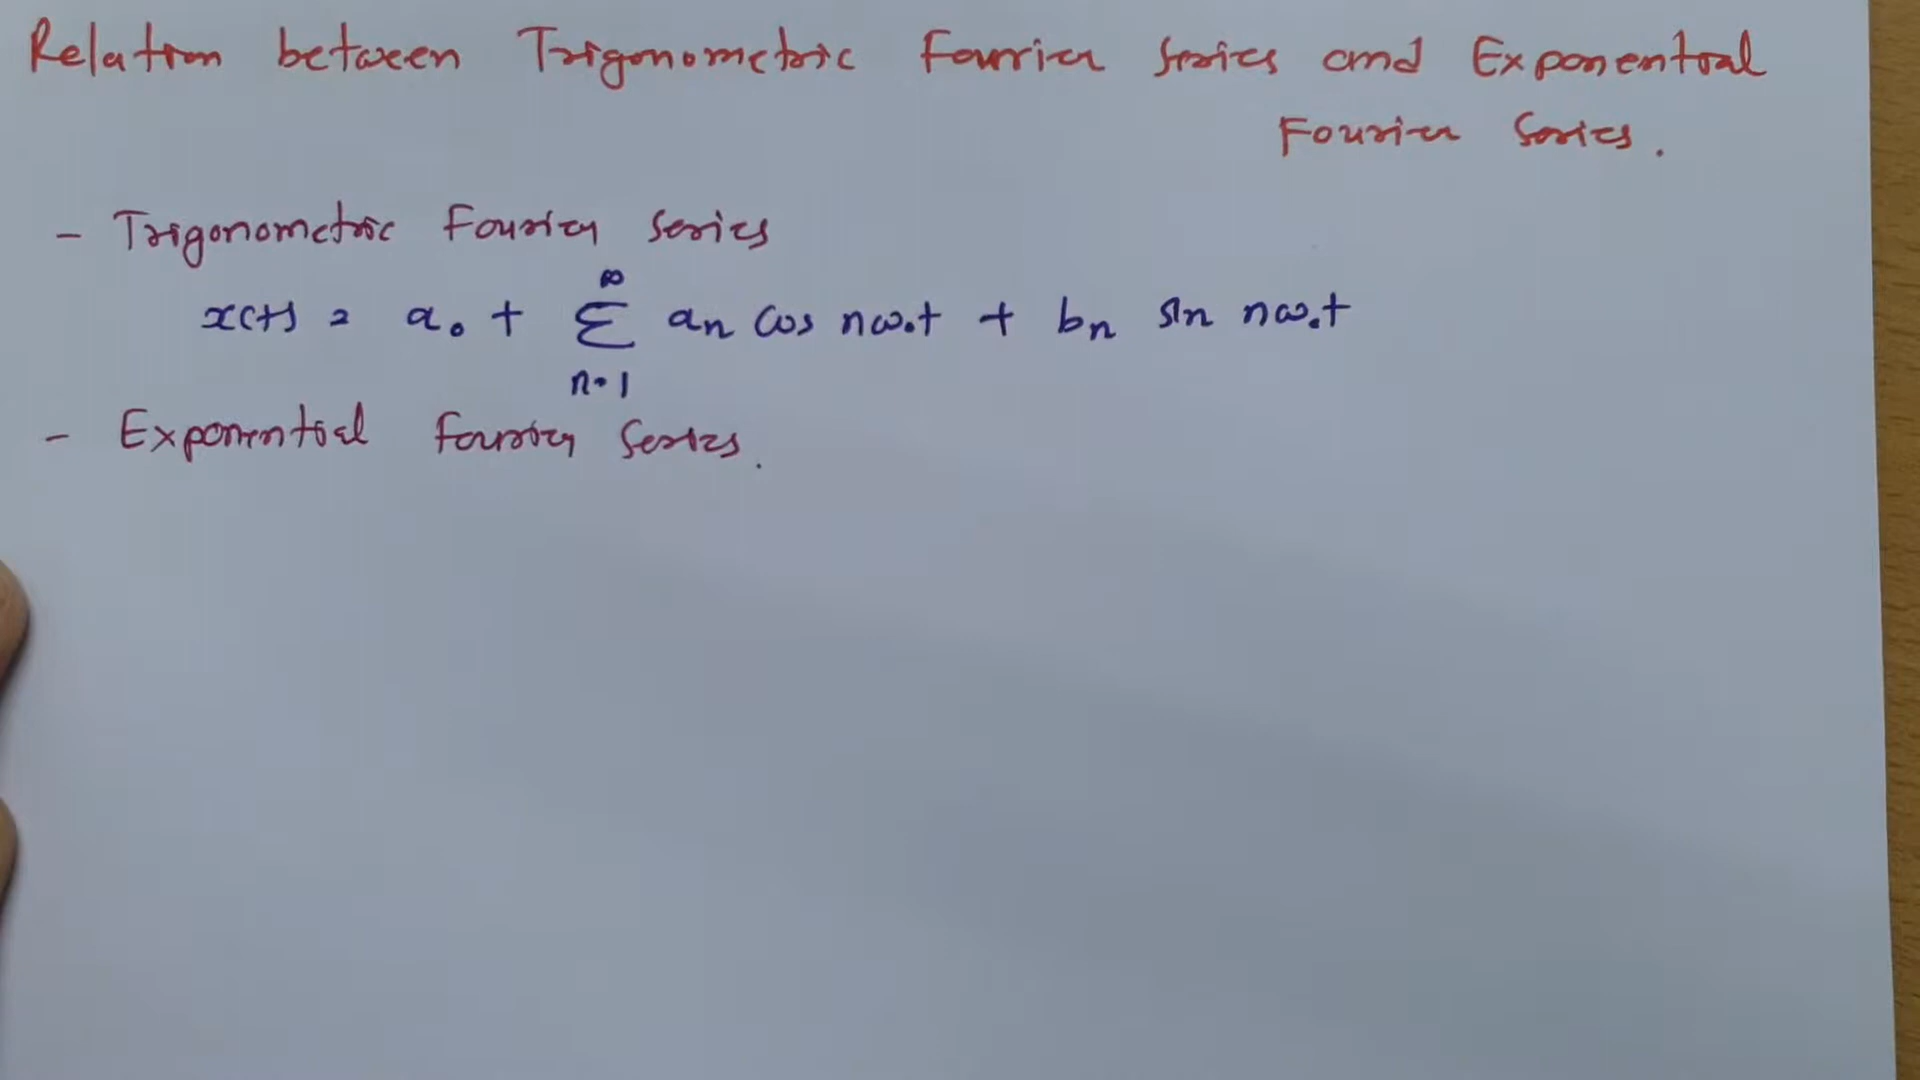 Relation between Trigonometric Fourier Series and Exponential
Fourier Series.
- Trigonometric Fourier Series
x(t) = a₀ + ∞ Σ n=1 aₙ cos nω₀t + bₙ sin nω₀t
- Exponential Fourier Series.